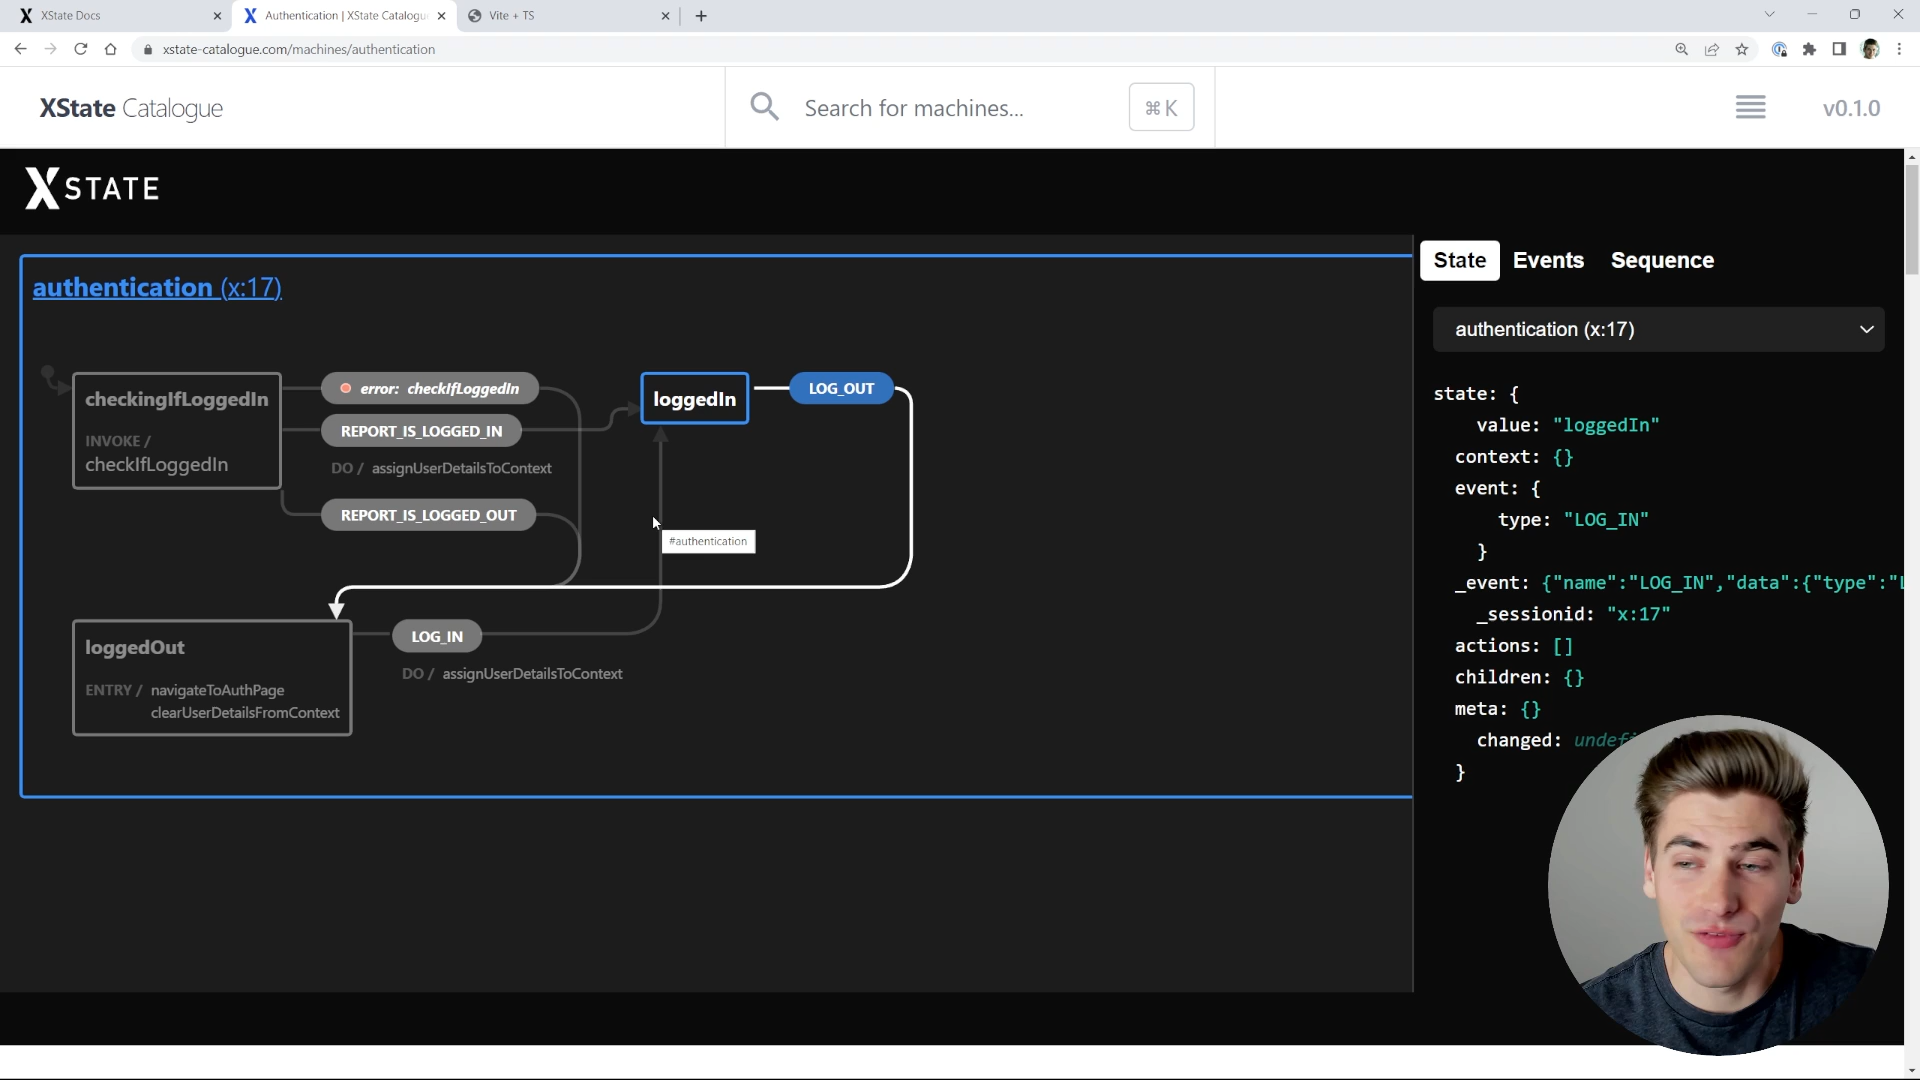 XState Docs
Authentication | XState Catalogu
Vite + TS
xstate-catalogue.com/machines/authentication
XState Catalogue
Search for machines...
⌘ K
v0.1.0
XSTATE
authentication (x:17)
checkingIfLoggedIn
INVOKE /
checkIfLoggedIn
error: checkIfLoggedIn
REPORT_IS_LOGGED_IN
DO / assignUserDetailsToContext
REPORT_IS_LOGGED_OUT
loggedIn
LOG_OUT
#authentication
loggedOut
ENTRY / navigateToAuthPage
clearUserDetailsFromContext
LOG_IN
DO / assignUserDetailsToContext
State Events Sequence
authentication (x:17)
state: {
value: "loggedIn"
context: {}
event: {
type: "LOG_IN"
}
_event: {"name":"LOG_IN","data":{"type":"L
_sessionid: "x:17"
actions: []
children: {}
meta: {}
changed: undefi
}